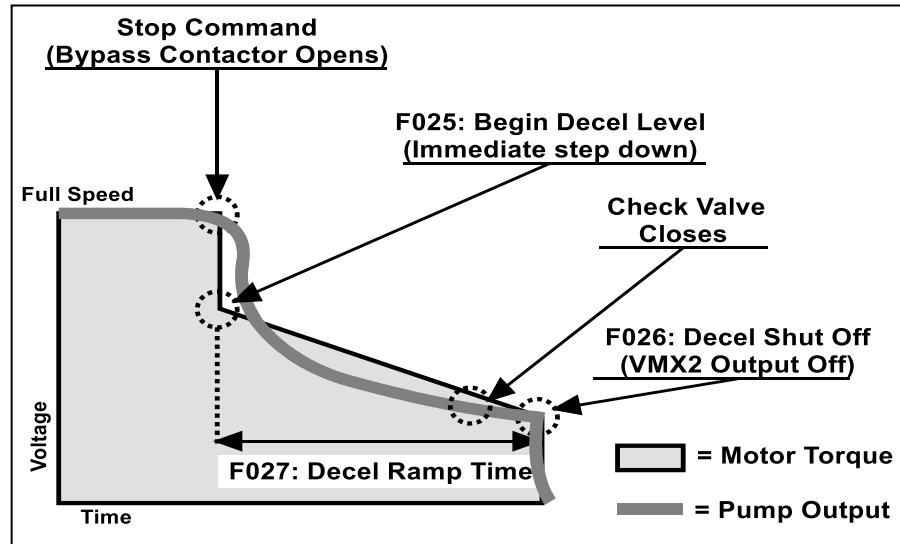 Stop Command
(Bypass Contactor Opens)
F025: Begin Decel Level
(Immediate step down)
Full Speed
Check Valve
Closes
F026: Decel Shut Off
(VMX2 Output Off)
Voltage
F027: Decel Ramp Time
= Motor Torque
= Pump Output
Time